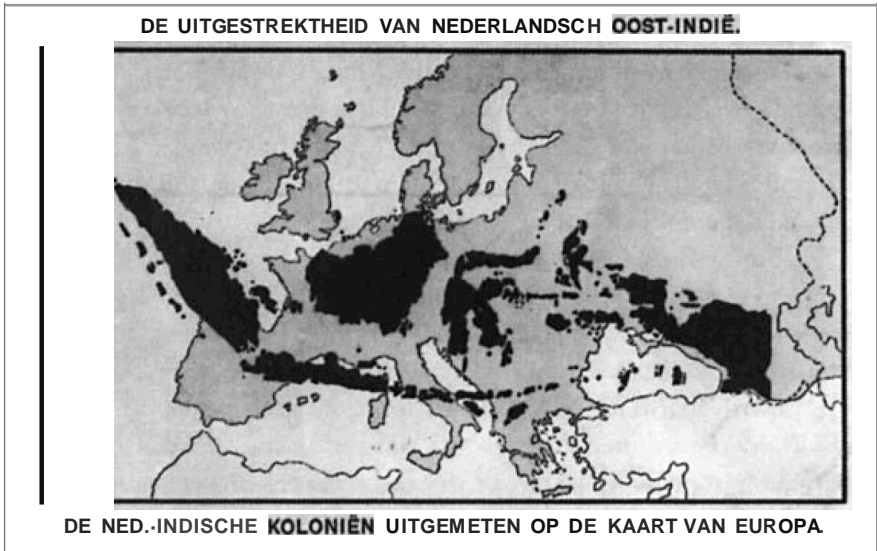 DE UITGESTREKTHEID VAN NEDERLANDSCH OOST-INDIË.
DE NED.-INDISCHE KOLONIËN UITGEMETEN OP DE KAART VAN EUROPA.